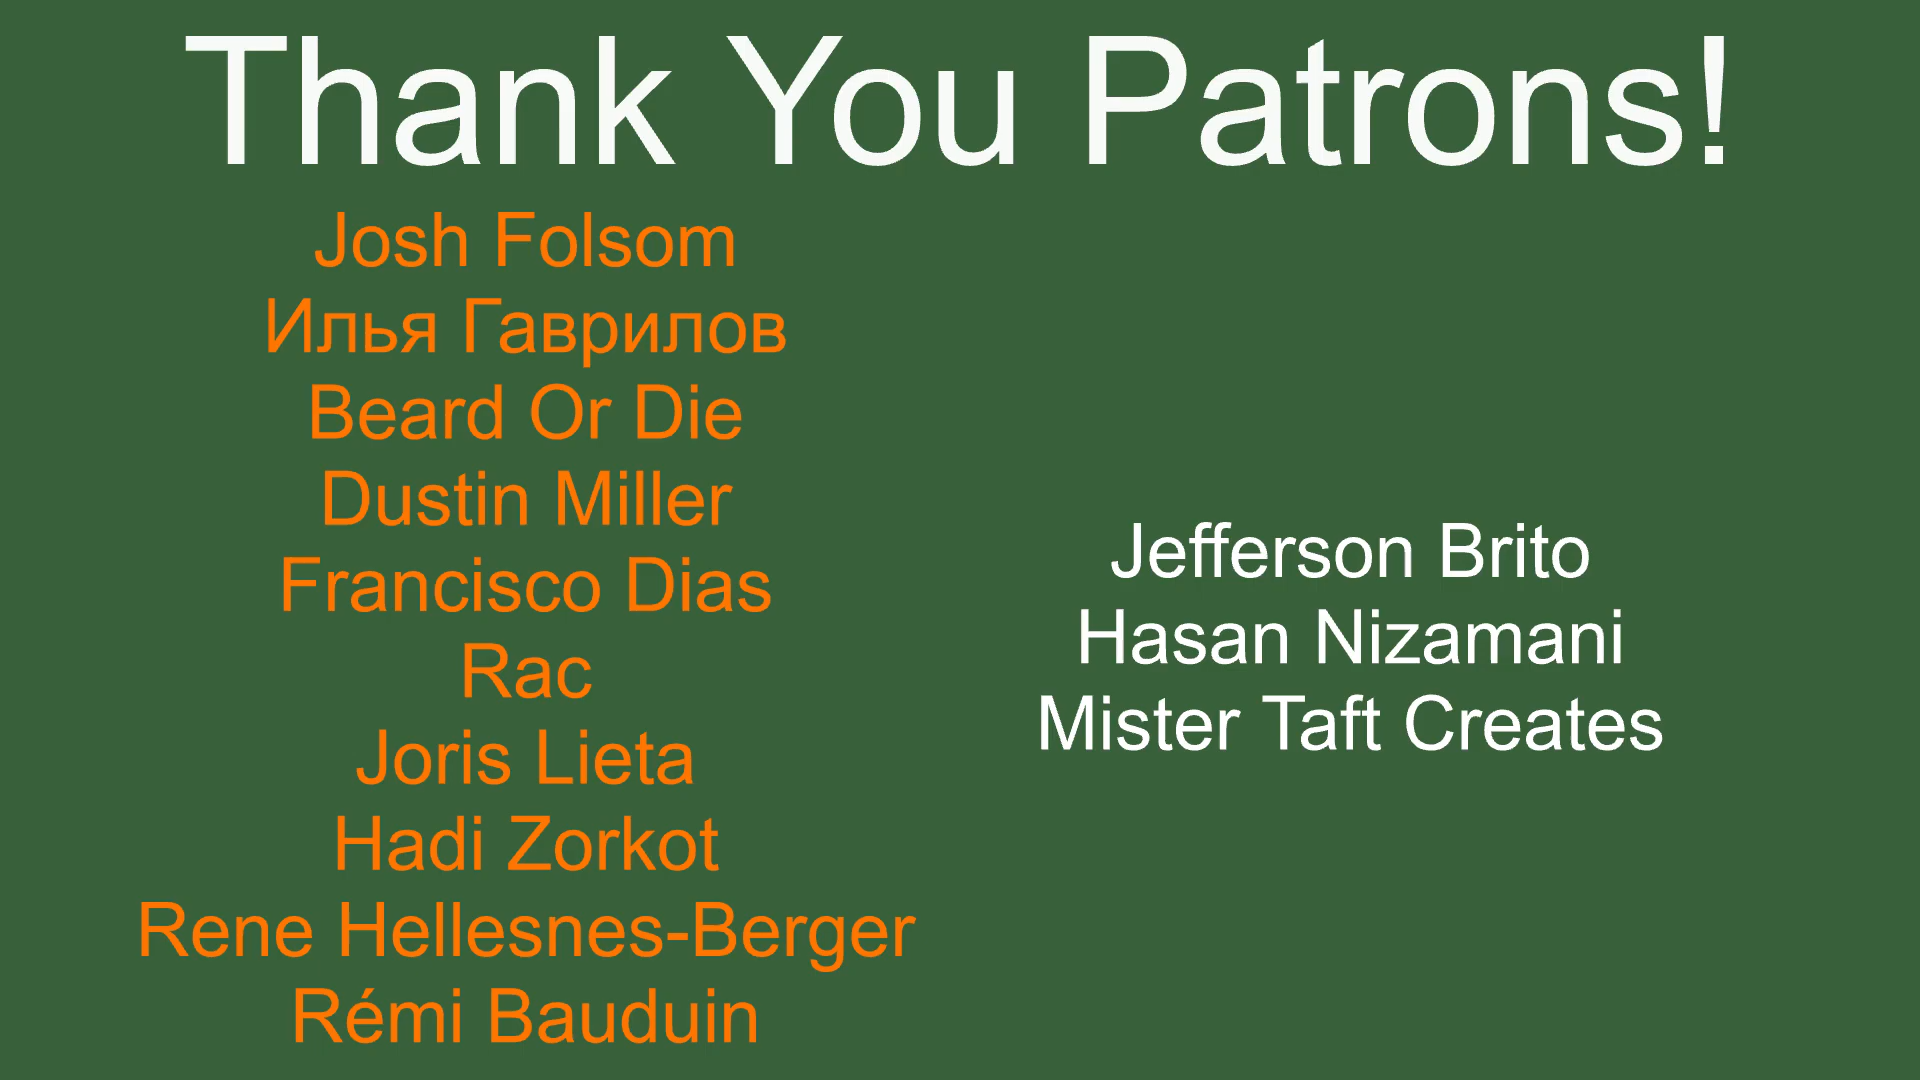 Thank You Patrons!
Josh Folsom
Илья Гаврилов
Beard Or Die
Dustin Miller
Francisco Dias
Rac
Joris Lieta
Hadi Zorkot
Rene Hellesnes-Berger
Rémi Bauduin
Jefferson Brito
Hasan Nizamani
Mister Taft Creates